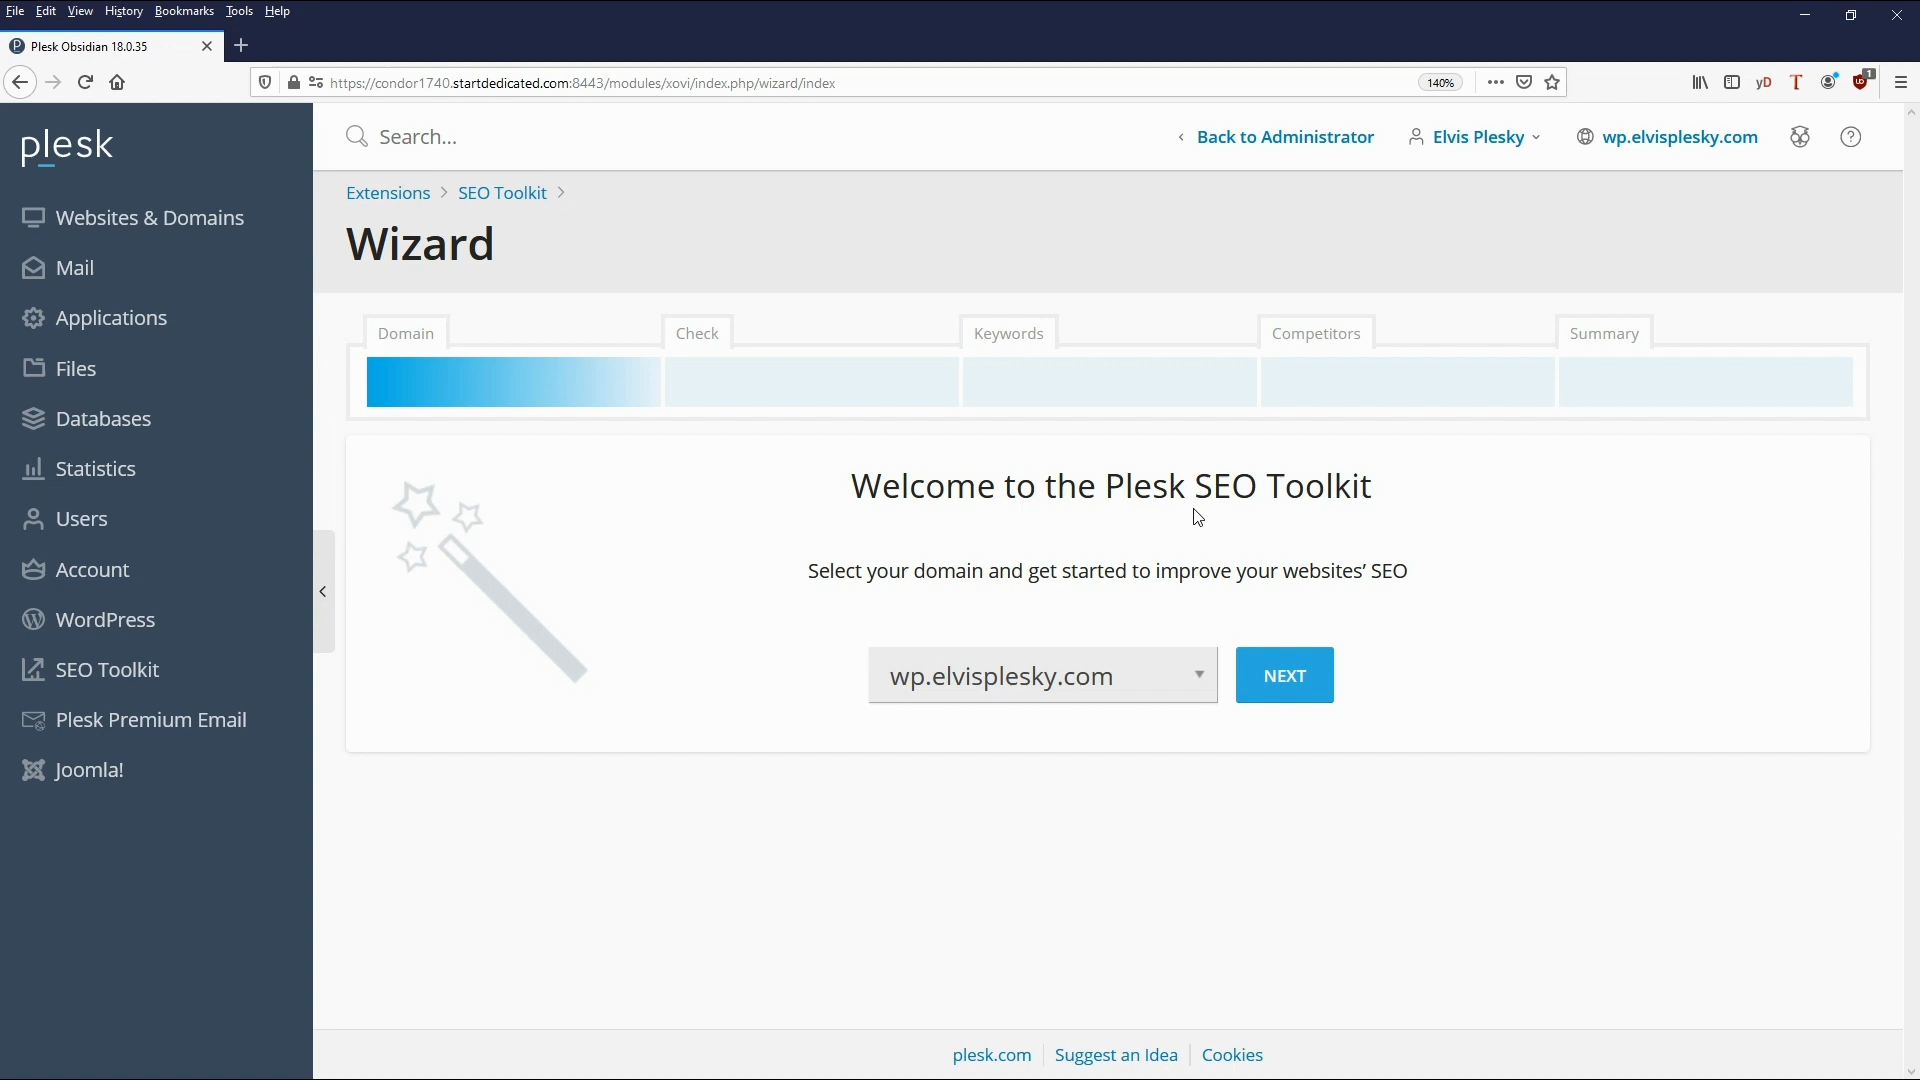 File Edit View History Bookmarks Tools Help
Plesk Obsidian 18.0.35
https://condor1740.startdedicated.com:8443/modules/xovi/index.php/wizard/index
140%
yD
T
1
plesk
Search...
Back to Administrator
Elvis Plesky
wp.elvisplesky.com
Extensions > SEO Toolkit >
Wizard
Websites & Domains
Mail
Applications
Files
Databases
Statistics
Users
Account
WordPress
SEO Toolkit
Plesk Premium Email
Joomla!
Domain
Check
Keywords
Competitors
Summary
Welcome to the Plesk SEO Toolkit
Select your domain and get started to improve your websites’ SEO
wp.elvisplesky.com
NEXT
plesk.com
Suggest an Idea
Cookies